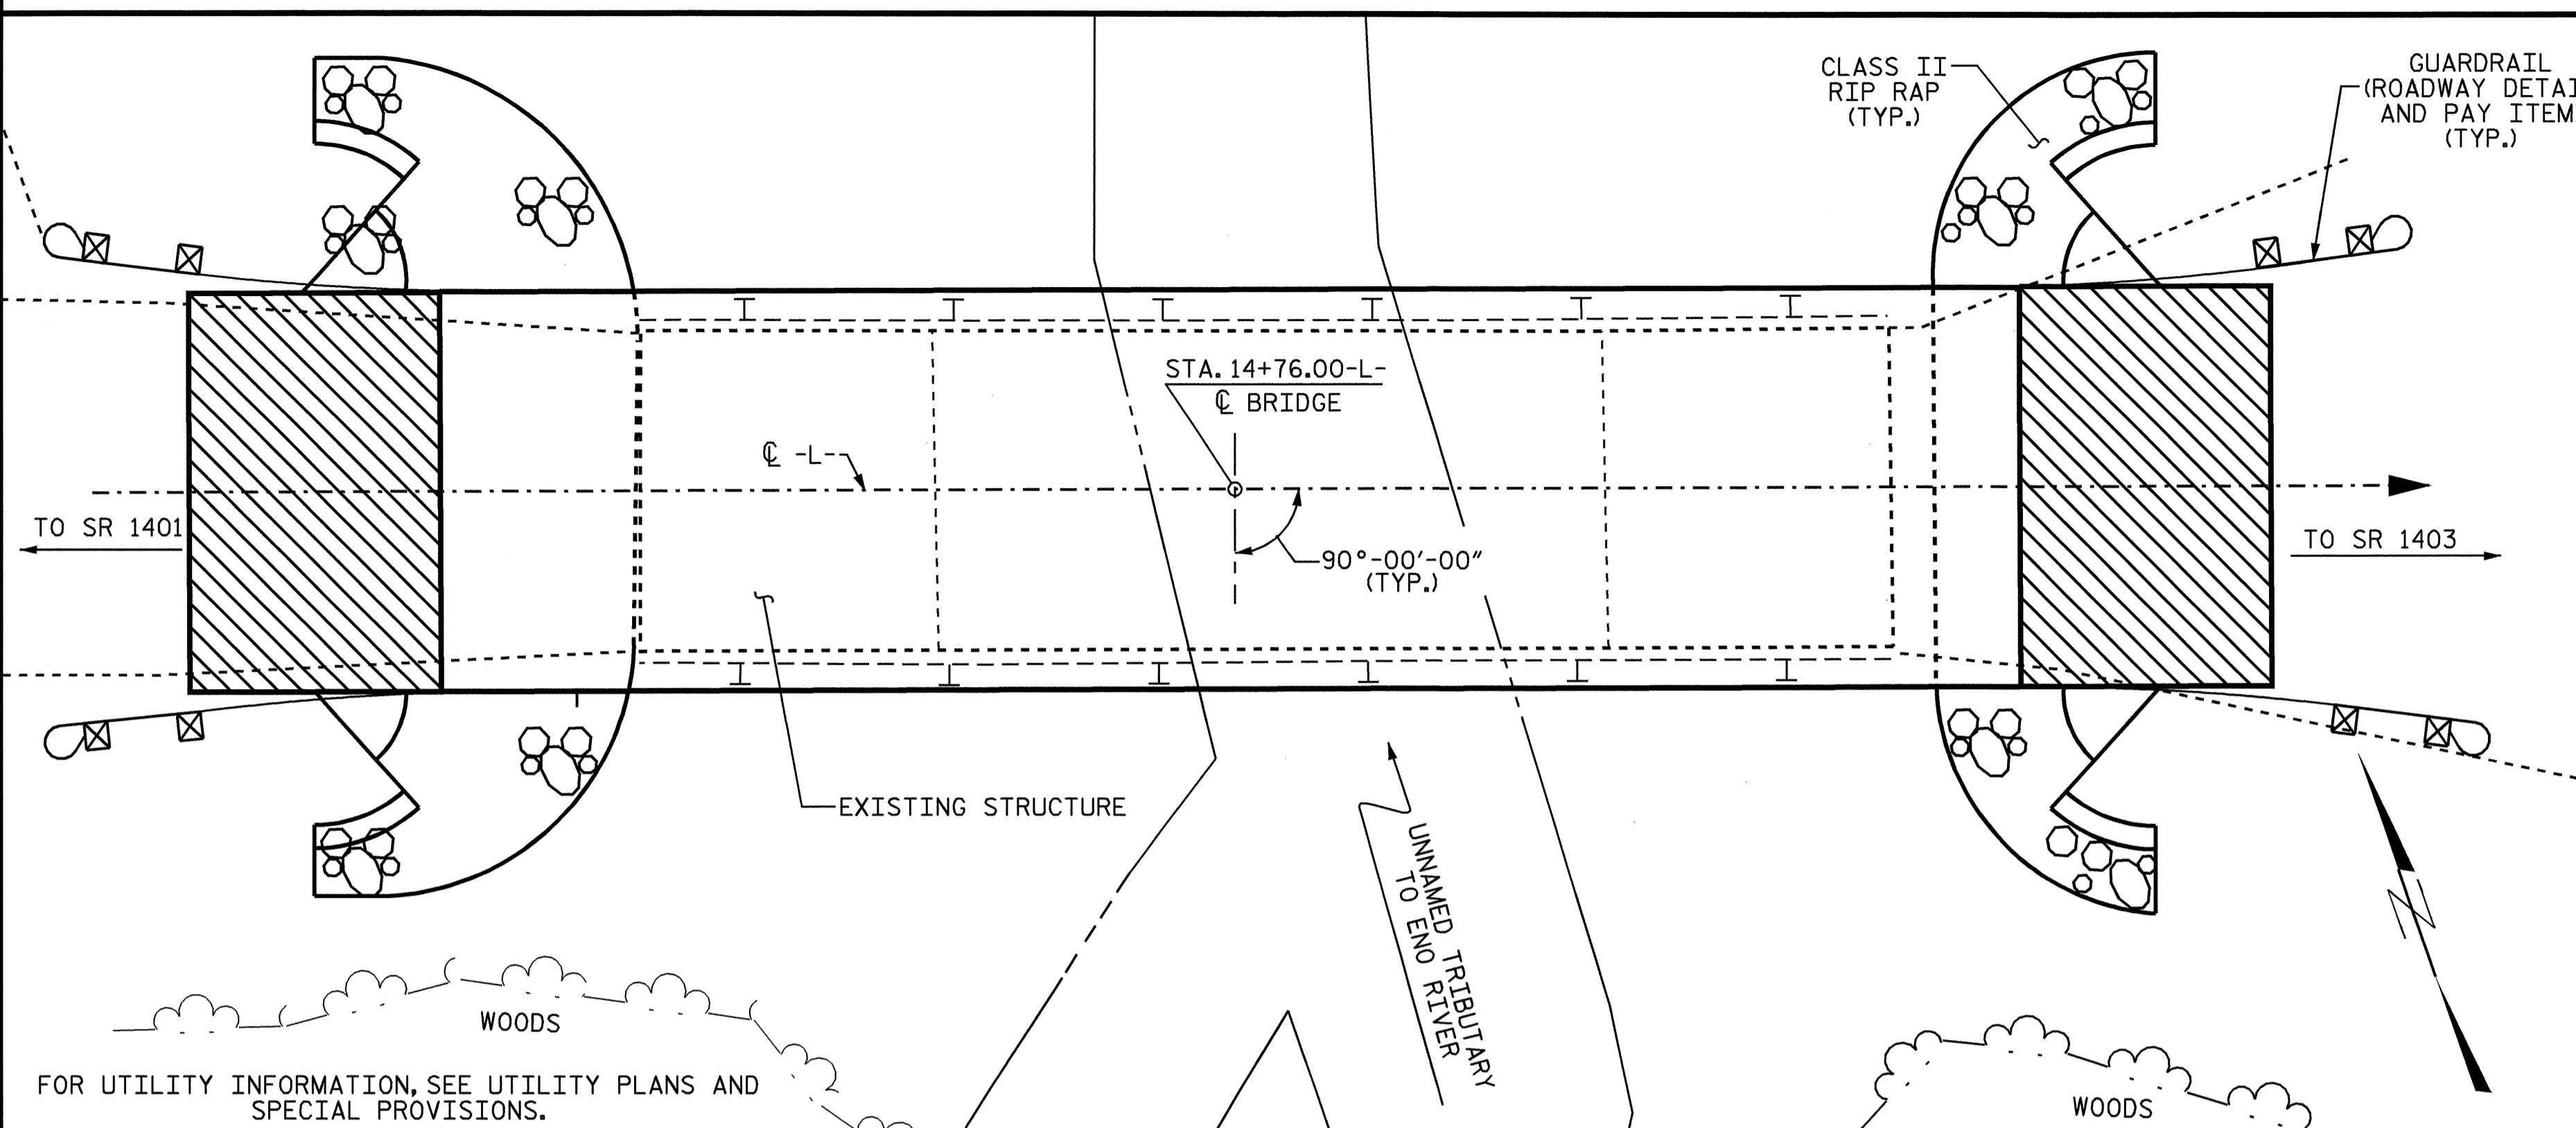 CLASS II
RIP RAP
(TYP.)
GUARDRAIL
(ROADWAY DETAI
AND PAY ITEM
(TYP.)
STA. 14+76.00-L-
℄ BRIDGE
℄ -L-
TO SR 1401
90°-00'-00"
(TYP.)
TO SR 1403
EXISTING STRUCTURE
UNNAMED TRIBUTARY
TO ENO RIVER
WOODS
FOR UTILITY INFORMATION, SEE UTILITY PLANS AND
SPECIAL PROVISIONS.
WOODS